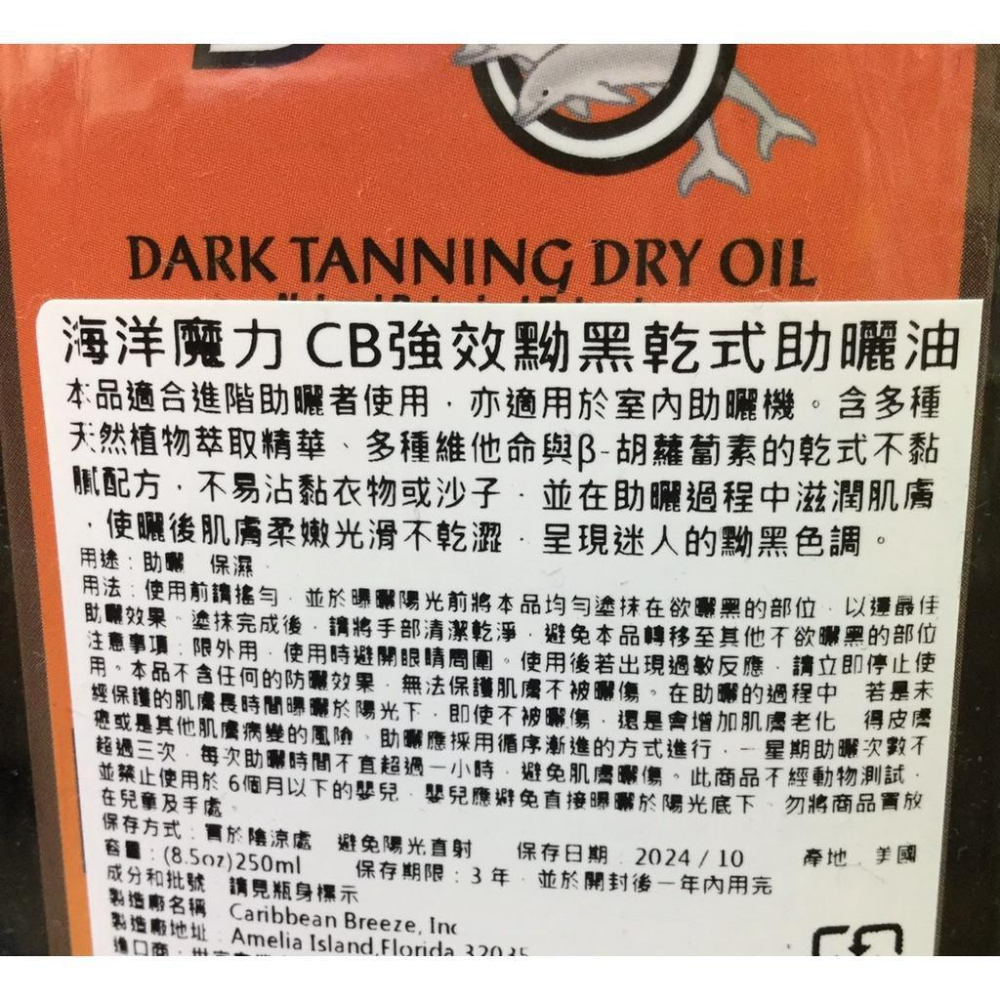 DARK TANNING DRY OIL
海洋魔力 CB強效黝黑乾式助曬油
本品適合進階助曬者使用，亦適用於室內助曬機。含多種
天然植物萃取精華、多種維他命與β-胡蘿蔔素的乾式不黏
膩配方，不易沾黏衣物或沙子，並在助曬過程中滋潤肌膚
，使曬後肌膚柔嫩光滑不乾澀，呈現迷人的黝黑色調。
用途：助曬 保濕
用法：使用前請搖勻，並於曝曬陽光前將本品均勻塗抹在欲曬黑的部位，以達最佳
助曬效果。塗抹完成後，請將手部清潔乾淨，避免本品轉移至其他不欲曬黑的部位
注意事項：限外用，使用時避開眼睛周圍。使用後若出現過敏反應，請立即停止使
用。本品不含任何的防曬效果，無法保護肌膚不被曬傷。在助曬的過程中 若是未
經保護的肌膚長時間曝曬於陽光下，即使不被曬傷，還是會增加肌膚老化 得皮膚
癌或是其他肌膚病變的風險，助曬應採用循序漸進的方式進行，一星期助曬次數不
超過三次，每次助曬時間不宜超過一小時，避免肌膚曬傷。此商品不經動物測試，
並禁止使用於 6個月以下的嬰兒，嬰兒應避免直接曝曬於陽光底下 勿將商品置放
在兒童及手處
保存方式：置於陰涼處 避免陽光直射 保存日期：2024 / 10 產地：美國
容量：(8.5oz)250ml 保存期限：3 年，並於開封後一年內用完
成分和批號 請見瓶身標示
製造廠名稱 Caribbean Breeze, Inc
製造廠地址：Amelia Island,Florida 32035
進口商：